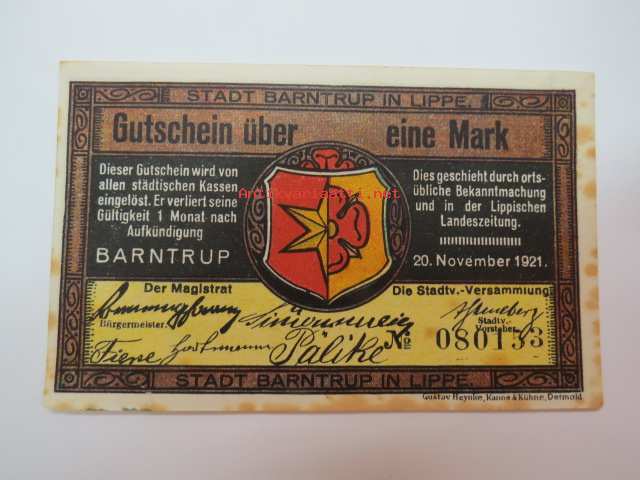 STADT BARNTRUP IN LIPPE.
Gutschein über eine Mark
Dieser Gutschein wird von
allen städtischen Kassen
eingelöst. Er verliert seine
Gültigkeit 1 Monat nach
Aufkündigung
BARNTRUP
Dies geschieht durch orts-
übliche Bekanntmachung
und in der Lippischen
Landeszeitung.
20. November 1921.
Antikvariaatti.net
Der Magistrat
Die Stadtv.-Versammlung
Bürgermeister.
Stadtv.-
Vorsteher.
Pälike
No 080133
STADT BARNTRUP IN LIPPE.
Gustav Heynke, Kanne & Kühne, Detmold